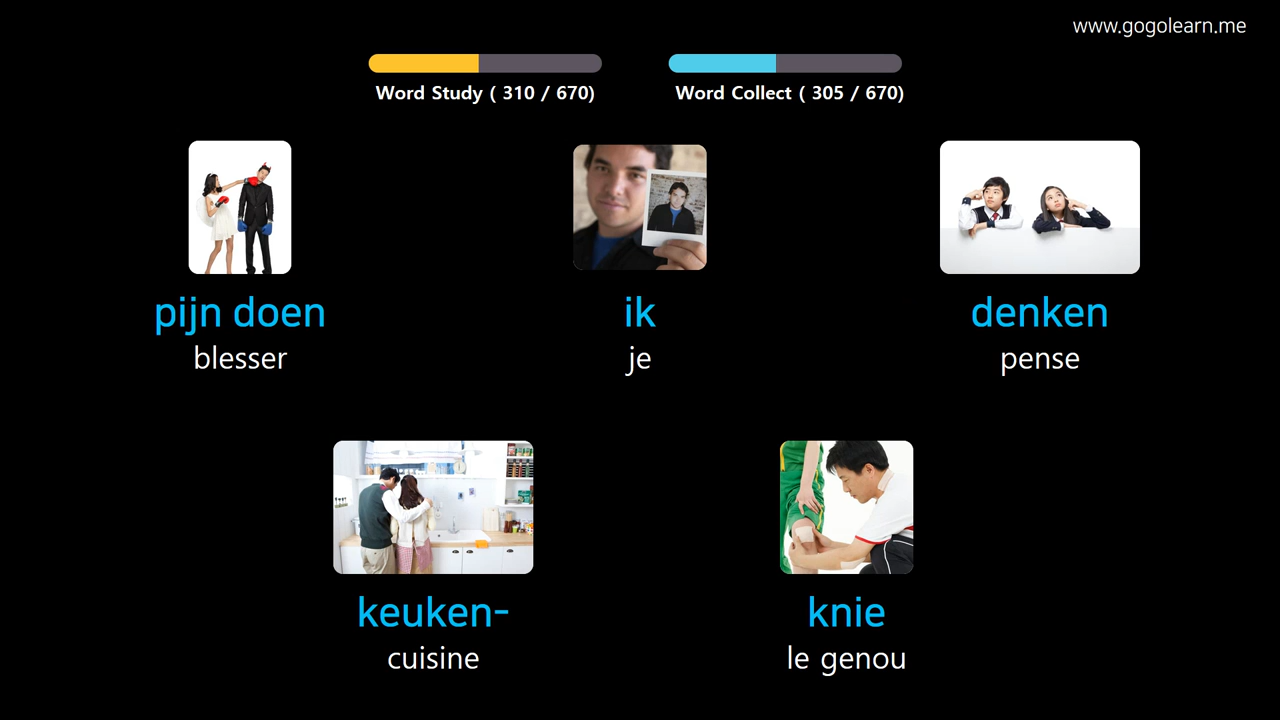 www.gogolearn.me
Word Study ( 310 / 670)
Word Collect ( 305 / 670)
pijn doen
blesser
ik
je
denken
pense
keuken-
cuisine
knie
le genou